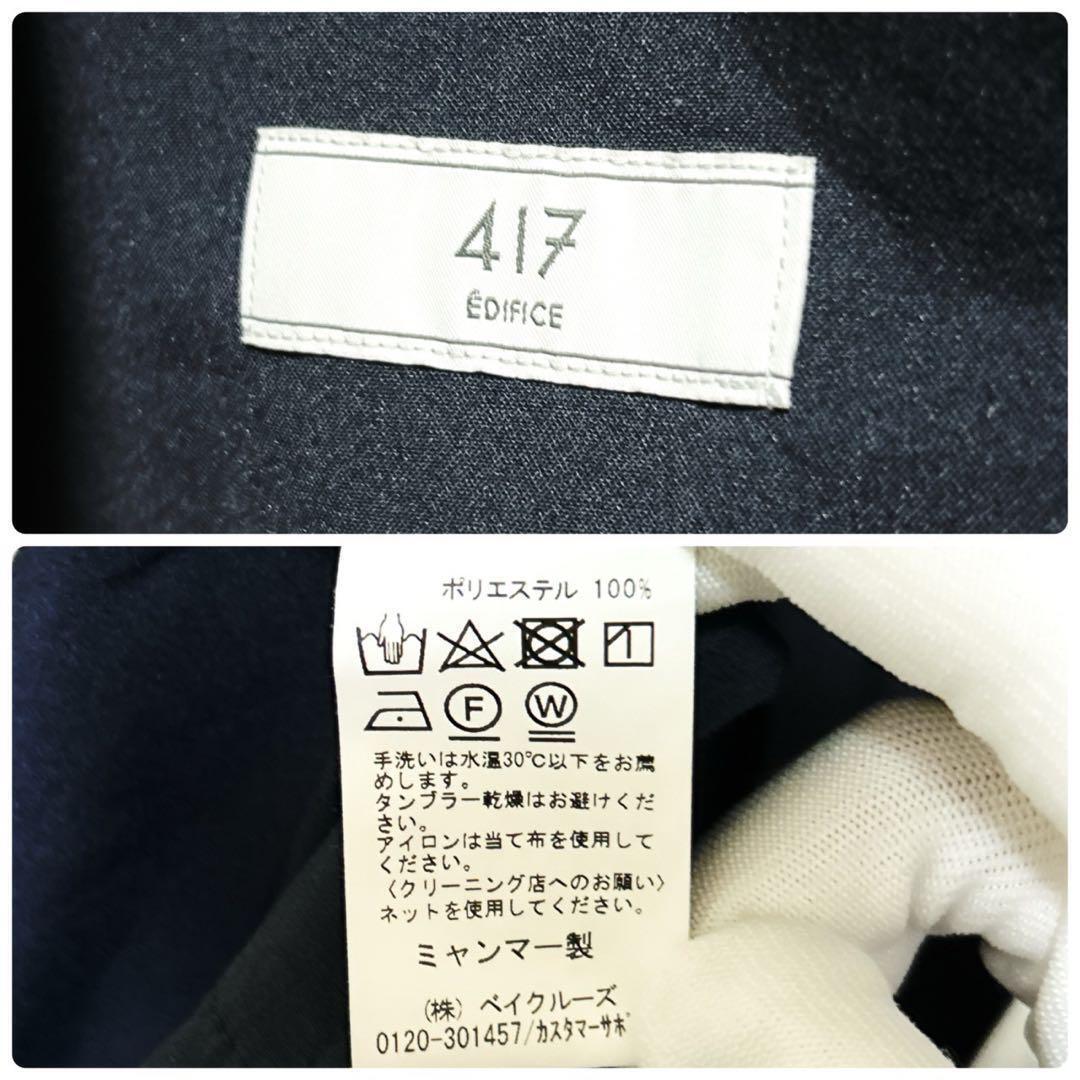 417
ÉDIFICE
ポリエステル 100%
F W
手洗いは水温30℃以下をお薦
めします。
タンブラー乾燥はお避けくだ
さい。
アイロンは当て布を使用して
ください。
〈クリーニング店へのお願い〉
ネットを使用してください。
ミャンマー製
(株) ベイクルーズ
0120-301457/カスタマーサポ